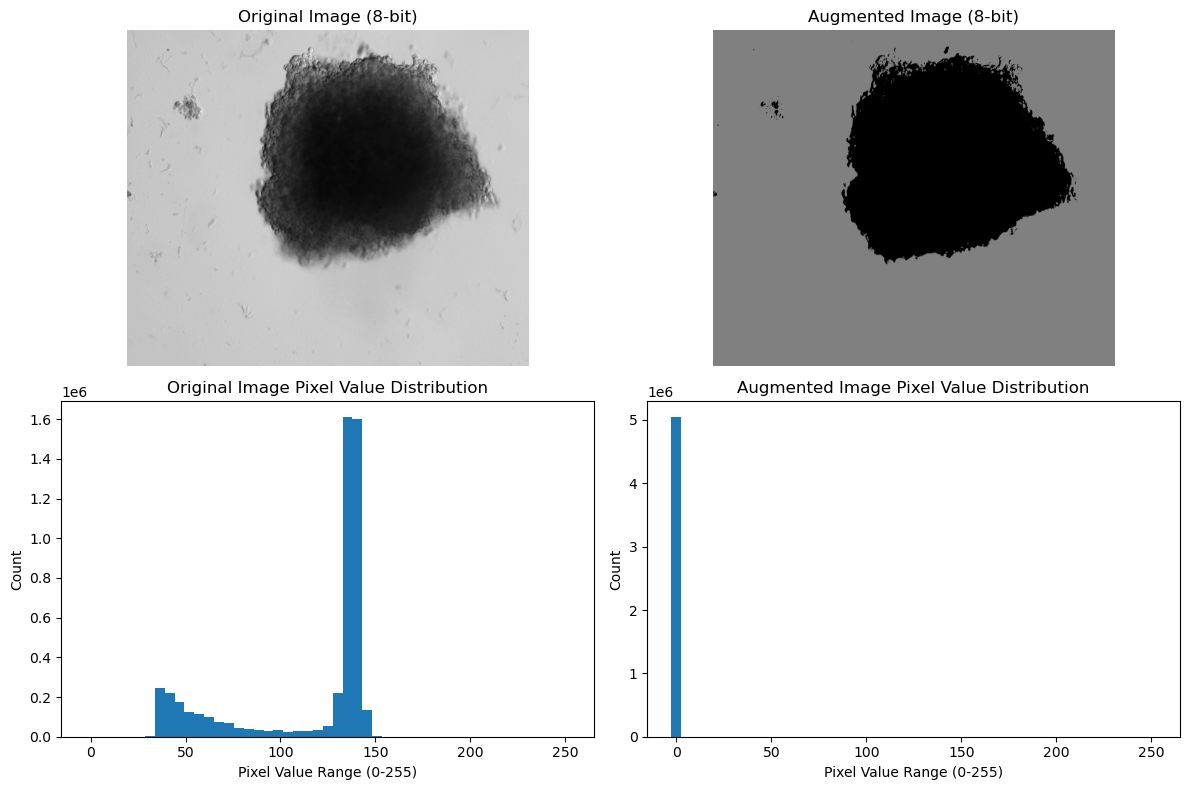 Original Image (8-bit)
Augmented Image (8-bit)
Original Image Pixel Value Distribution
1e6
1.6
1.4
1.2
1.0
0.8
0.6
0.4
0.2
0.0
Count
0 50 100 150 200 250
Pixel Value Range (0-255)
Augmented Image Pixel Value Distribution
1e6
5
4
3
2
1
0
Count
0 50 100 150 200 250
Pixel Value Range (0-255)